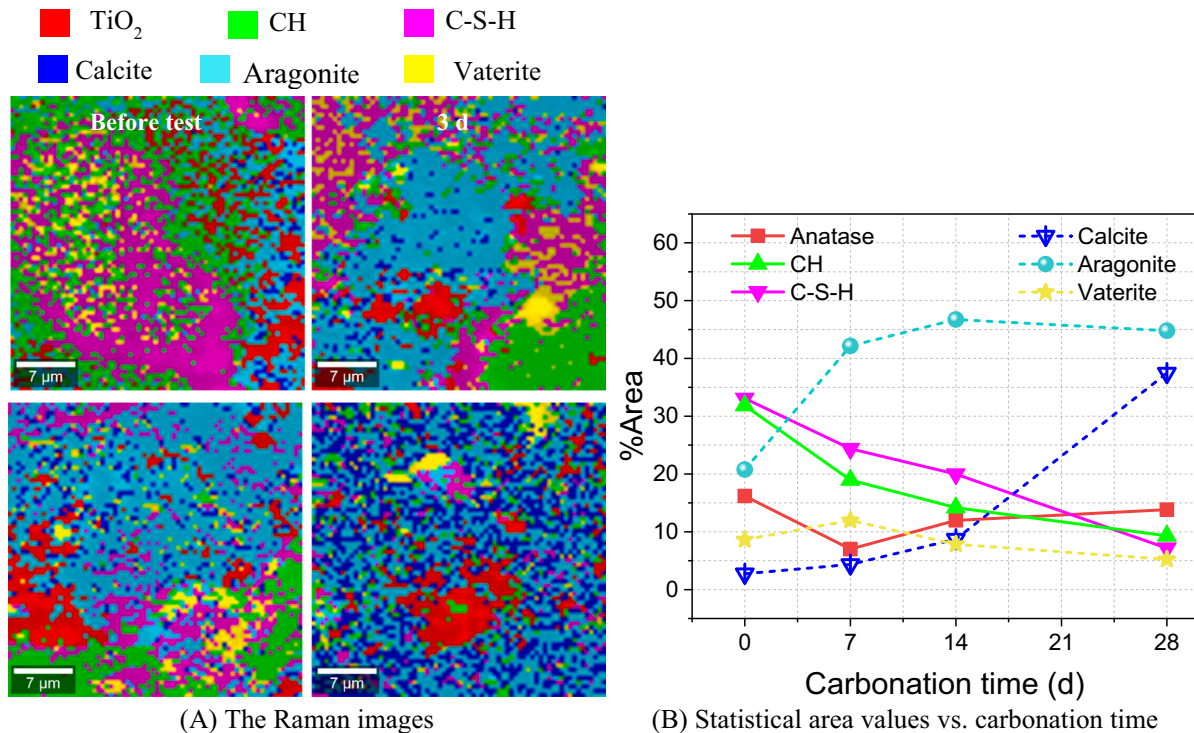 TiO2 CH C-S-H
Calcite Aragonite Vaterite
Before test 3 d
7 µm 7 µm
7 µm 7 µm
(A) The Raman images
Anatase Calcite
CH Aragonite
C-S-H Vaterite
%Area
60
50
40
30
20
10
0
0 7 14 21 28
Carbonation time (d)
(B) Statistical area values vs. carbonation time